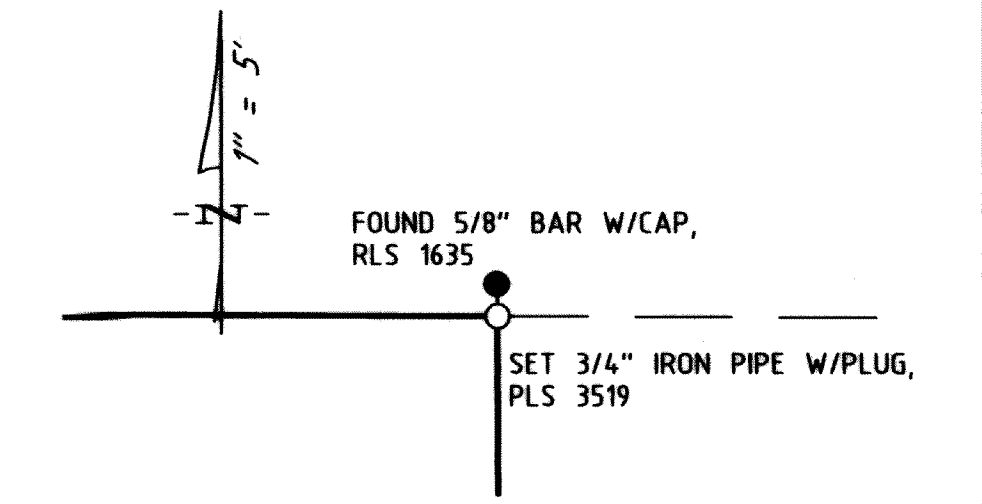 1" = 5'
N
FOUND 5/8" BAR W/CAP,
RLS 1635
SET 3/4" IRON PIPE W/PLUG,
PLS 3519